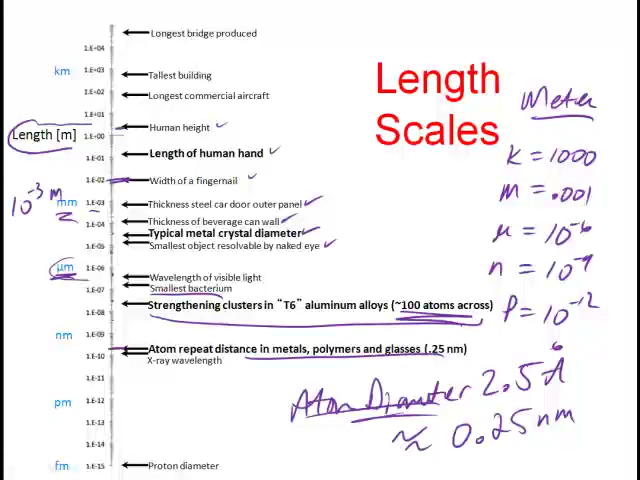 Longest bridge produced
1.E+04
km
1.E+03
Tallest building
1.E+02
Longest commercial aircraft
1.E+01
Human height
Length [m]
1.E+00
1.E-01
Length of human hand
1.E-02
Width of a fingernail
10⁻³ m
mm
1.E-03
Thickness steel car door outer panel
1.E-04
Thickness of beverage can wall
Typical metal crystal diameter
1.E-05
Smallest object resolvable by naked eye
µm
1.E-06
Wavelength of visible light
1.E-07
Smallest bacterium
Strengthening clusters in "T6" aluminum alloys (~100 atoms across)
1.E-08
nm
1.E-09
Atom repeat distance in metals, polymers and glasses (.25 nm)
1.E-10
X-ray wavelength
1.E-11
pm
1.E-12
1.E-13
1.E-14
fm
1.E-15
Proton diameter
Length
Scales
Meter
k = 1000
m = .001
µ = 10⁻⁶
n = 10⁻⁹
p = 10⁻¹²
Atom Diameter 2.5 Å
≈ 0.25 nm